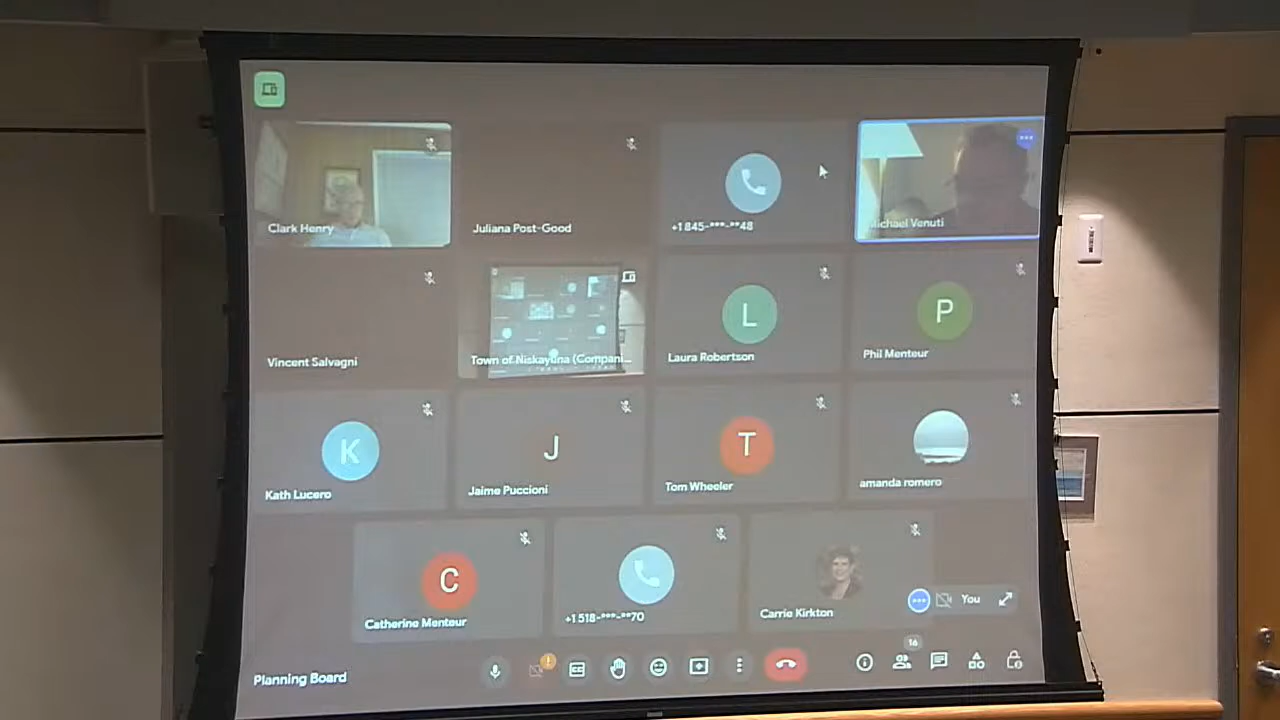 Clark Henry
Juliana Post-Good
+1 845-***-**48
Michael Venuti
Vincent Salvagni
Town of Niskayuna (Compani...
L
Laura Robertson
P
Phil Menteur
K
Kath Lucero
J
Jaime Puccioni
T
Tom Wheeler
amanda romero
C
Catherine Menteur
+1 518-***-**70
Carrie Kirkton
You
16
Planning Board